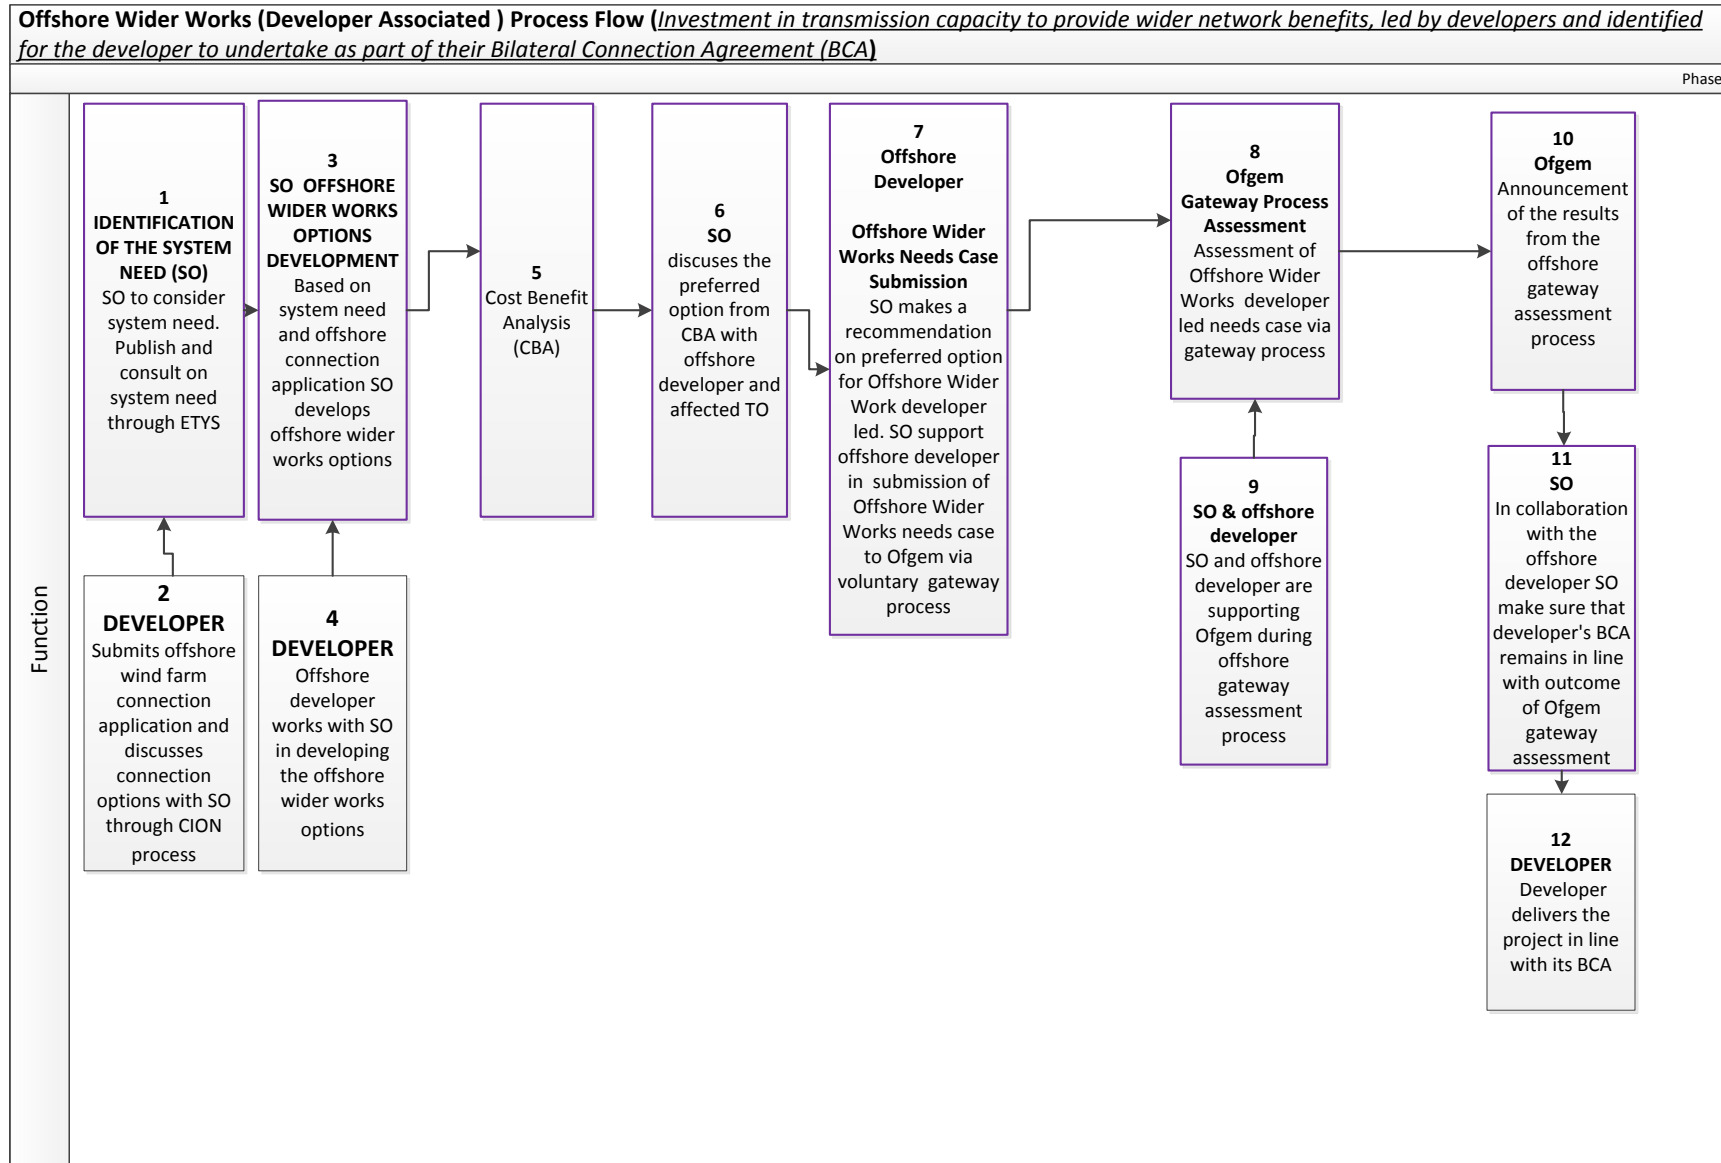 Offshore Wider Works (Developer Associated ) Process Flow (Investment in transmission capacity to provide wider network benefits, led by developers and identified
for the developer to undertake as part of their Bilateral Connection Agreement (BCA)
Phase
Function
1
IDENTIFICATION
OF THE SYSTEM
NEED (SO)
SO to consider
system need.
Publish and
consult on
system need
through ETYS
2
DEVELOPER
Submits offshore
wind farm
connection
application and
discusses
connection
options with SO
through CION
process
3
SO OFFSHORE
WIDER WORKS
OPTIONS
DEVELOPMENT
Based on
system need
and offshore
connection
application SO
develops
offshore wider
works options
4
DEVELOPER
Offshore
developer
works with SO
in developing
the offshore
wider works
options
5
Cost Benefit
Analysis
(CBA)
6
SO
discuses the
preferred
option from
CBA with
offshore
developer and
affected TO
7
Offshore
Developer
Offshore Wider
Works Needs Case
Submission
SO makes a
recommendation
on preferred option
for Offshore Wider
Work developer
led. SO support
offshore developer
in submission of
Offshore Wider
Works needs case
to Ofgem via
voluntary gateway
process
8
Ofgem
Gateway Process
Assessment
Assessment of
Offshore Wider
Works developer
led needs case via
gateway process
9
SO & offshore
developer
SO and offshore
developer are
supporting
Ofgem during
offshore
gateway
assessment
process
10
Ofgem
Announcement
of the results
from the
offshore
gateway
assessment
process
11
SO
In collaboration
with the
offshore
developer SO
make sure that
developer's BCA
remains in line
with outcome
of Ofgem
gateway
assessment
12
DEVELOPER
Developer
delivers the
project in line
with its BCA